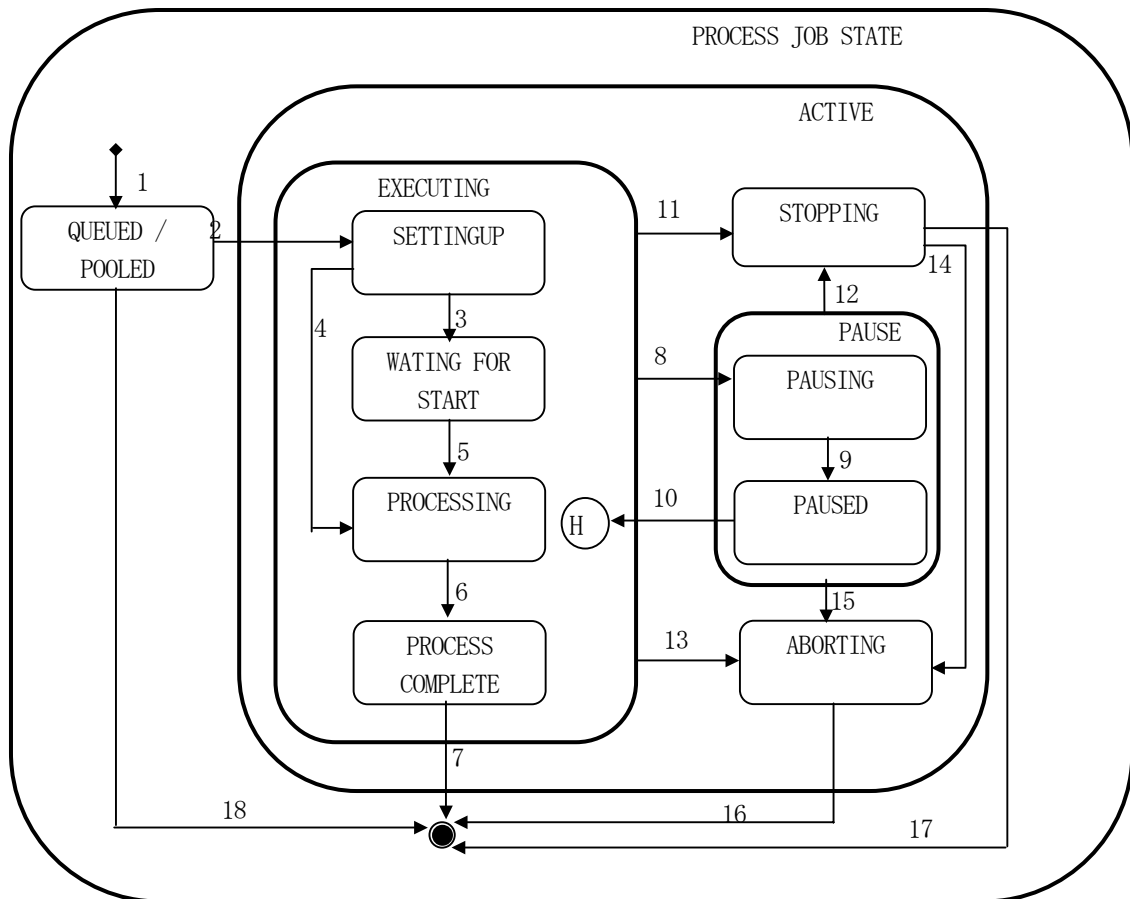 PROCESS JOB STATE
ACTIVE
EXECUTING
1
QUEUED /
POOLED
2
SETTINGUP
11
STOPPING
14
12
4
3
PAUSE
8
WATING FOR
START
PAUSING
5
9
PROCESSING
H
10
PAUSED
6
15
PROCESS
COMPLETE
13
ABORTING
7
18
16
17